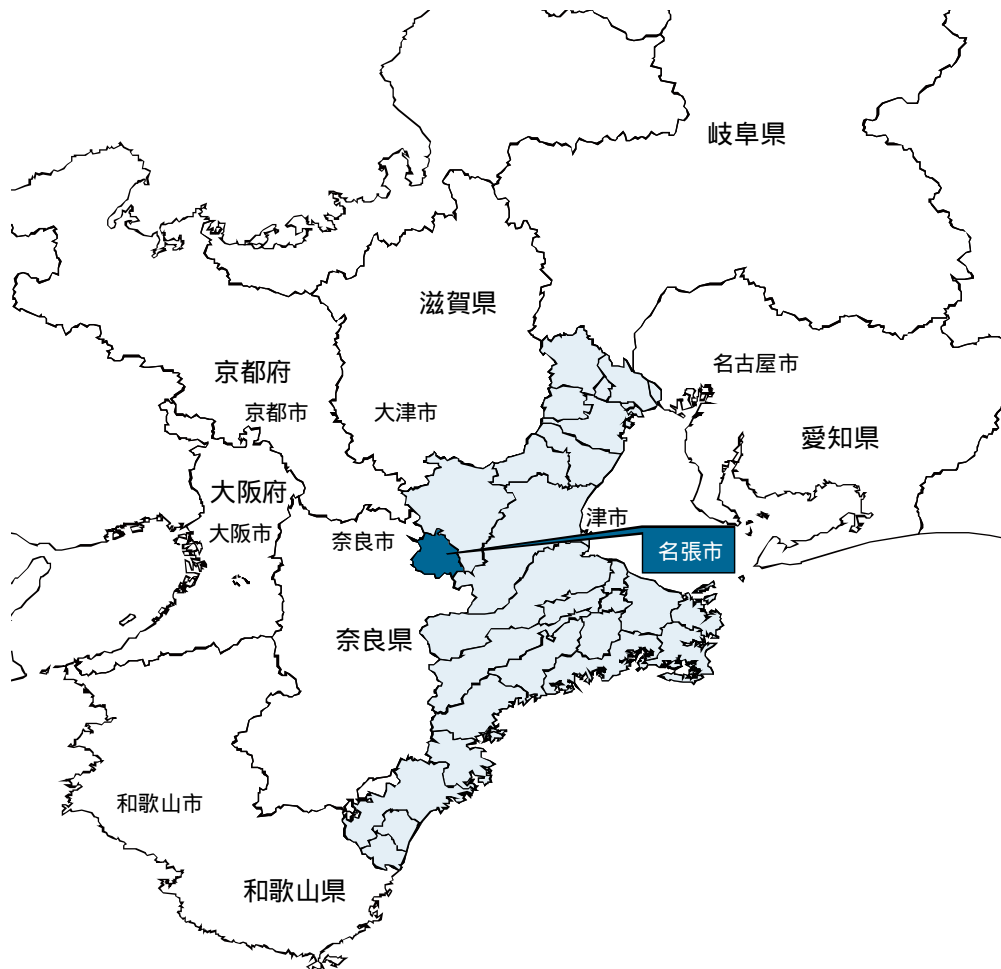 岐阜県
滋賀県
名古屋市
京都府
京都市
大津市
愛知県
大阪府
津市
大阪市
奈良市
名張市
奈良県
和歌山市
和歌山県